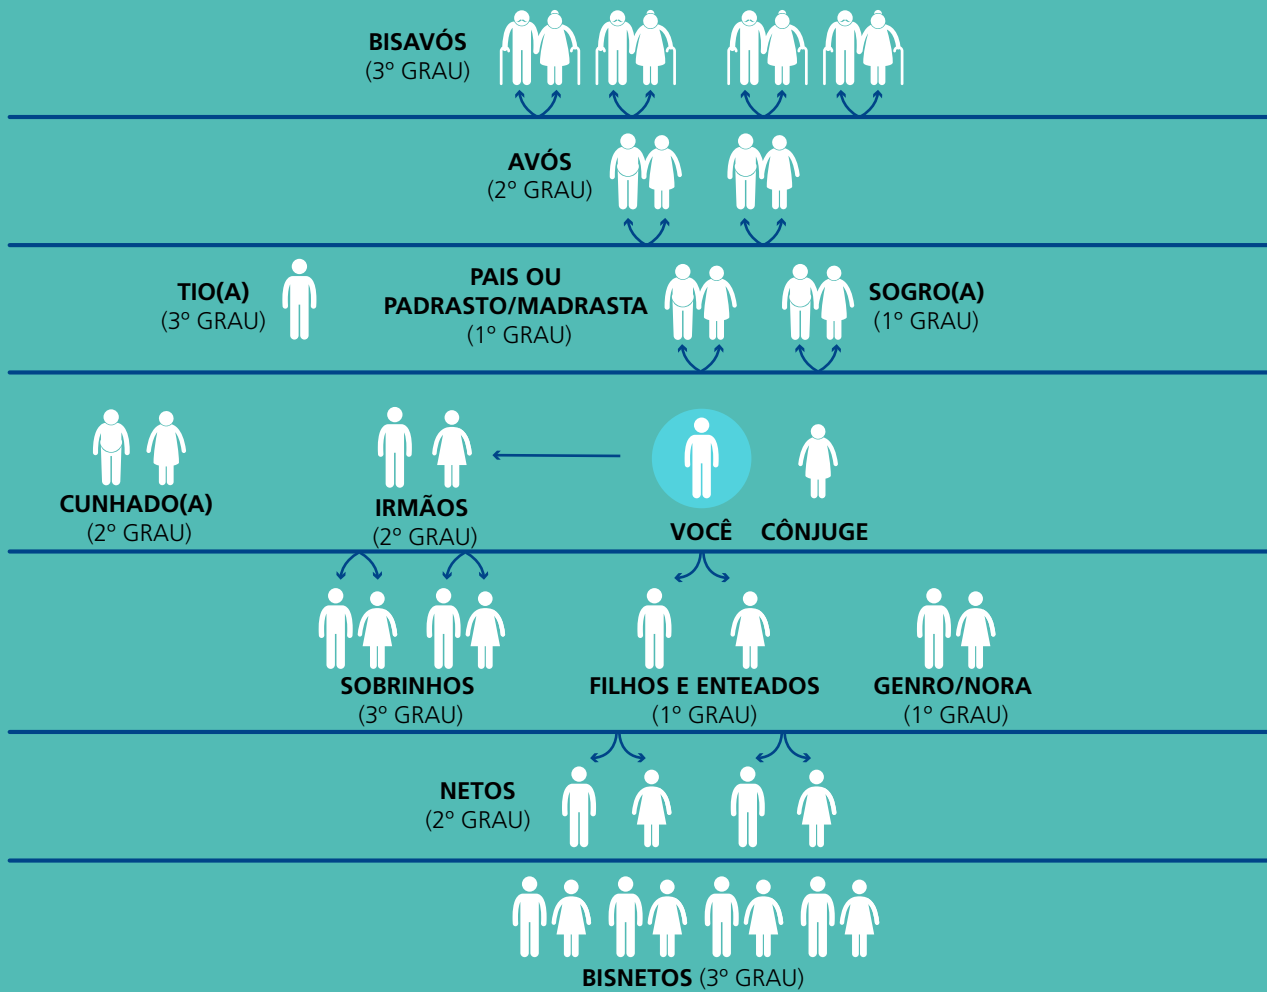 BISAVÓS
(3º GRAU)
AVÓS
(2º GRAU)
TIO(A)
(3º GRAU)
PAIS OU
PADRASTO/MADRASTA
(1º GRAU)
SOGRO(A)
(1º GRAU)
CUNHADO(A)
(2º GRAU)
IRMÃOS
(2º GRAU)
VOCÊ
CÔNJUGE
SOBRINHOS
(3º GRAU)
FILHOS E ENTEADOS
(1º GRAU)
GENRO/NORA
(1º GRAU)
NETOS
(2º GRAU)
BISNETOS (3º GRAU)